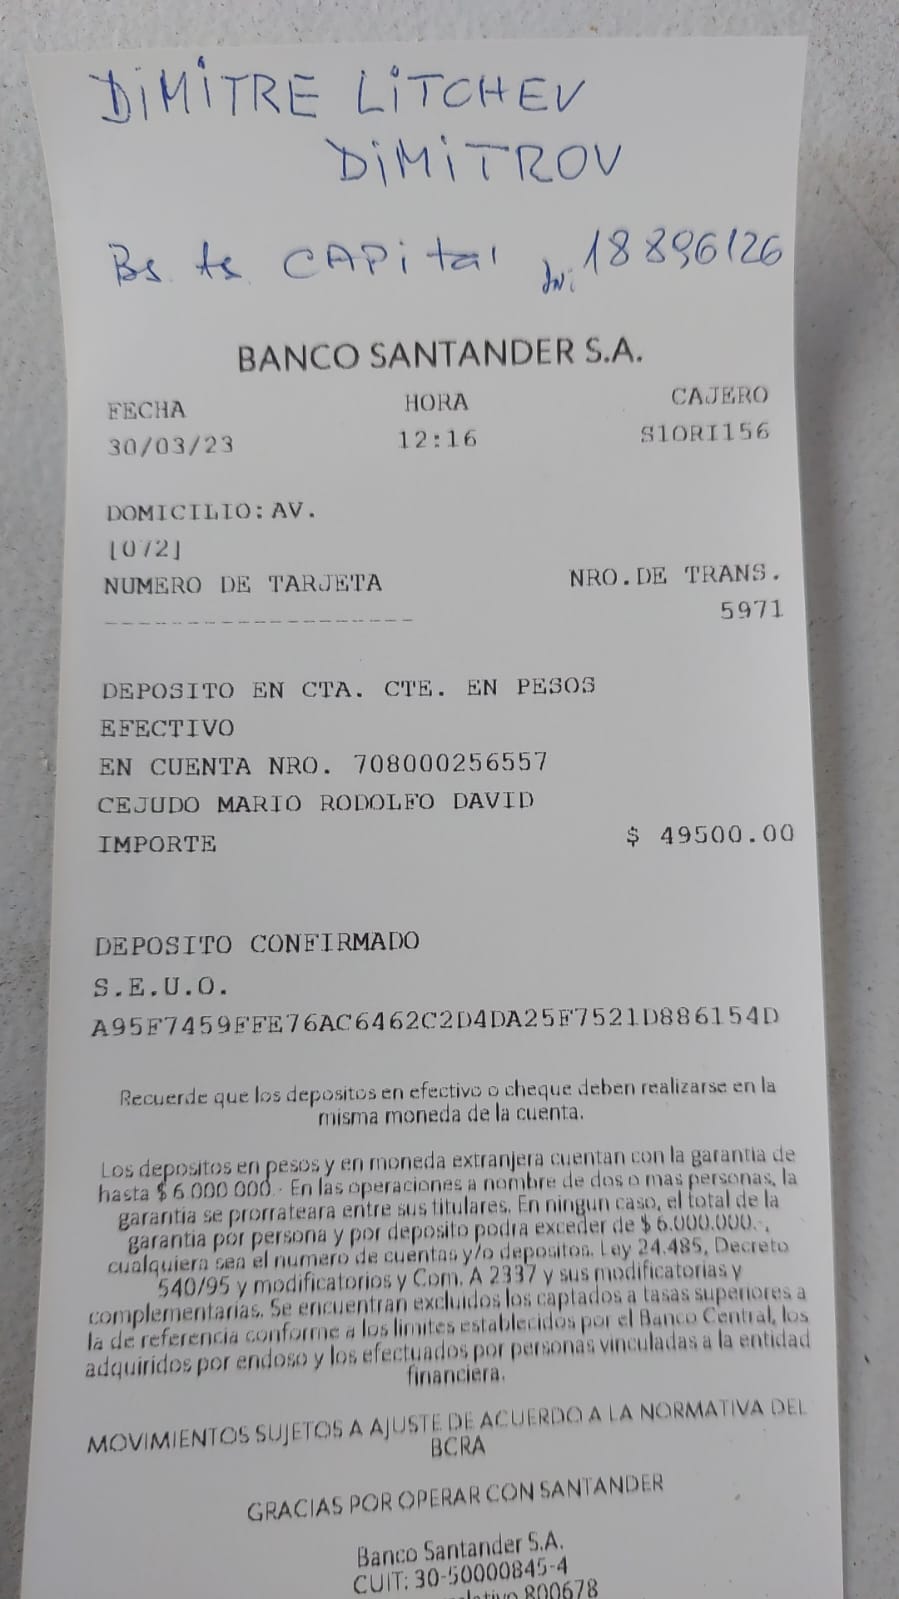 DIMITRE LITCHEV
DIMITROV
Bs. As CAPital DNi 18896126
BANCO SANTANDER S.A.
FECHA HORA CAJERO
30/03/23 12:16 S1ORI156
DOMICILIO:AV.
[072]
NUMERO DE TARJETA NRO.DE TRANS.
------------------- 5971
DEPOSITO EN CTA. CTE. EN PESOS
EFECTIVO
EN CUENTA NRO. 708000256557
CEJUDO MARIO RODOLFO DAVID
IMPORTE $ 49500.00
DEPOSITO CONFIRMADO
S.E.U.O.
A95F7459FFE76AC6462C2D4DA25F7521D886154D
Recuerde que los depositos en efectivo o cheque deben realizarse en la
misma moneda de la cuenta.
Los depositos en pesos y en moneda extranjera cuentan con la garantia de
hasta $ 6.000.000.- En las operaciones a nombre de dos o mas personas, la
garantia se prorrateara entre sus titulares. En ningun caso, el total de la
garantia por persona y por deposito podra exceder de $ 6.000.000.-,
cualquiera sea el numero de cuentas y/o depositos. Ley 24.485, Decreto
540/95 y modificatorios y Com. A 2337 y sus modificatorias y
complementarias. Se encuentran excluidos los captados a tasas superiores a
la de referencia conforme a los limites establecidos por el Banco Central, los
adquiridos por endoso y los efectuados por personas vinculadas a la entidad
financiera.
MOVIMIENTOS SUJETOS A AJUSTE DE ACUERDO A LA NORMATIVA DEL
BCRA
GRACIAS POR OPERAR CON SANTANDER
Banco Santander S.A.
CUIT: 30-50000845-4
800678